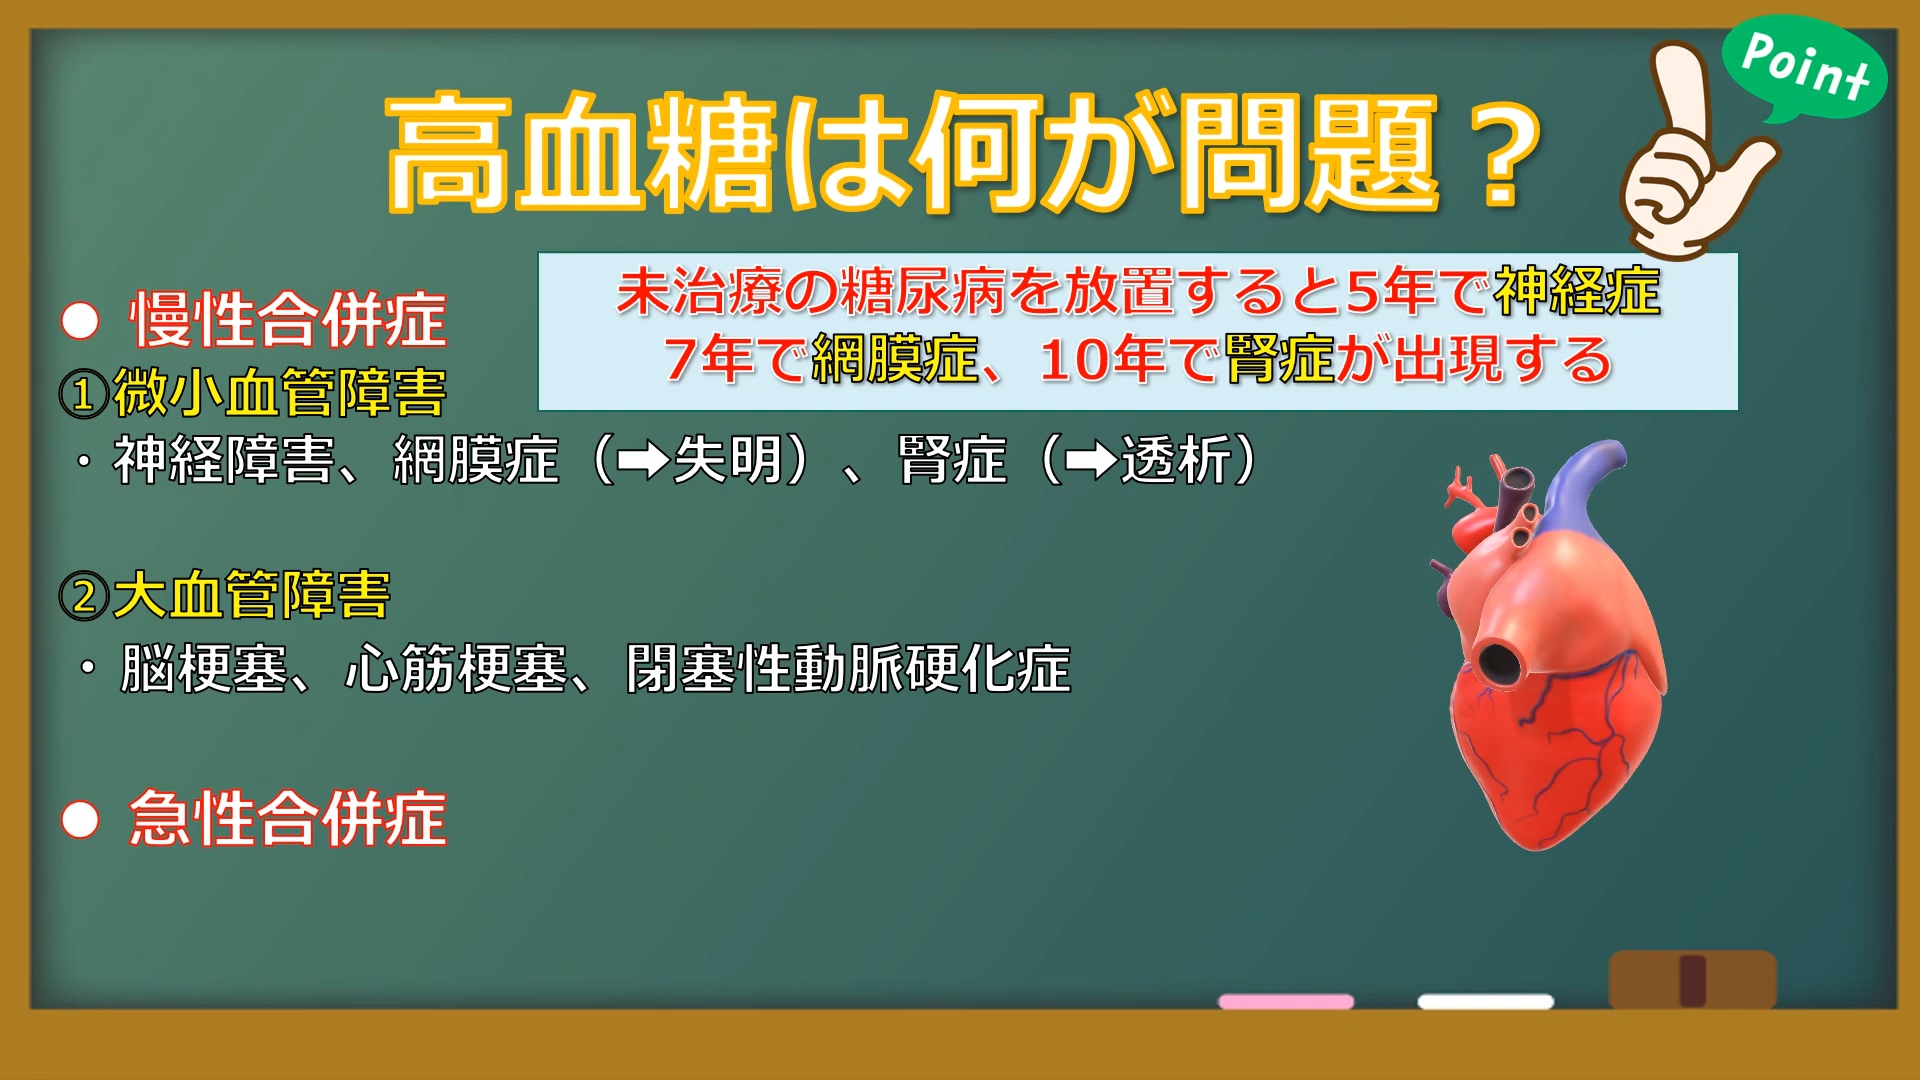 高血糖は何が問題？
Point
未治療の糖尿病を放置すると5年で神経症
7年で網膜症、10年で腎症が出現する
● 慢性合併症
①微小血管障害
・神経障害、網膜症（➡失明）、腎症（➡透析）
②大血管障害
・脳梗塞、心筋梗塞、閉塞性動脈硬化症
● 急性合併症